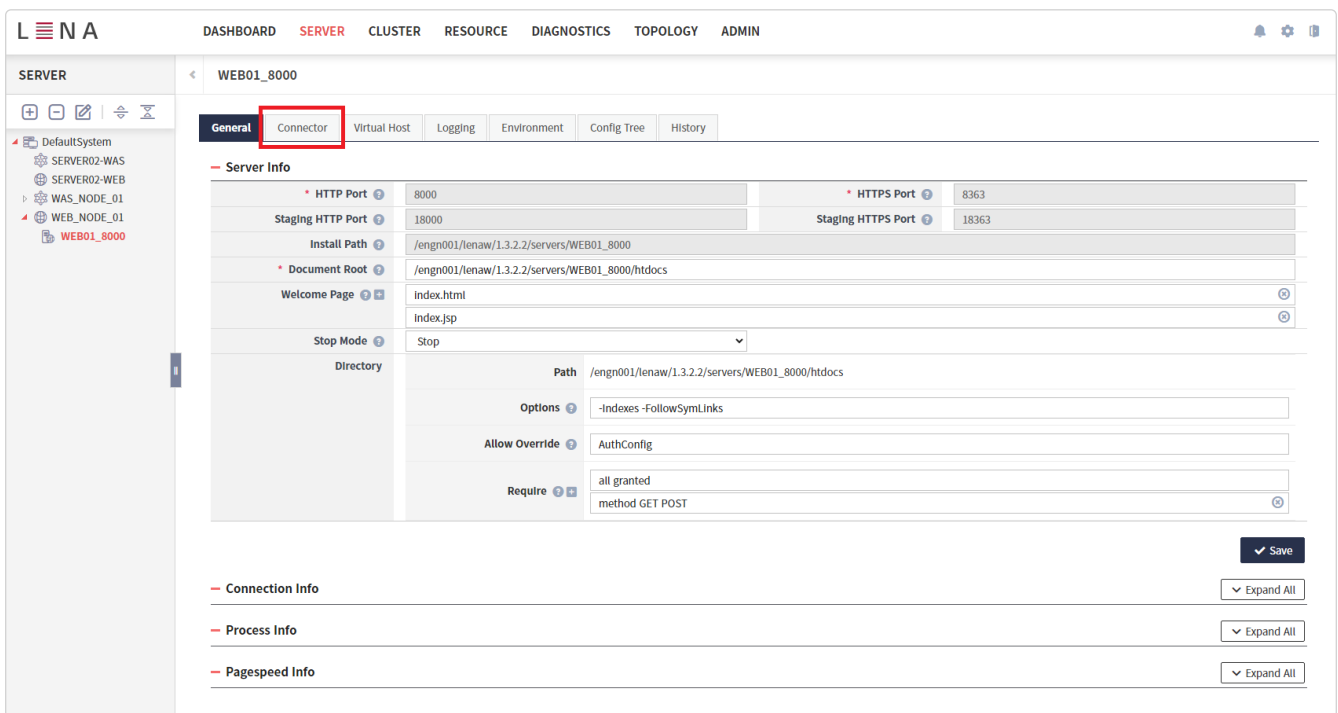 LENA DASHBOARD SERVER CLUSTER RESOURCE DIAGNOSTICS TOPOLOGY ADMIN
SERVER
WEB01_8000
DefaultSystem
SERVER02-WAS
SERVER02-WEB
WAS_NODE_01
WEB_NODE_01
WEB01_8000
General Connector Virtual Host Logging Environment Config Tree History
Server Info
* HTTP Port 8000 * HTTPS Port 8363
Staging HTTP Port 18000 Staging HTTPS Port 18363
Install Path /engn001/lenaw/1.3.2.2/servers/WEB01_8000
* Document Root /engn001/lenaw/1.3.2.2/servers/WEB01_8000/htdocs
Welcome Page index.html
index.jsp
Stop Mode Stop
Directory
Path /engn001/lenaw/1.3.2.2/servers/WEB01_8000/htdocs
Options -Indexes -FollowSymLinks
Allow Override AuthConfig
Require all granted
method GET POST
Save
Connection Info Expand All
Process Info Expand All
Pagespeed Info Expand All